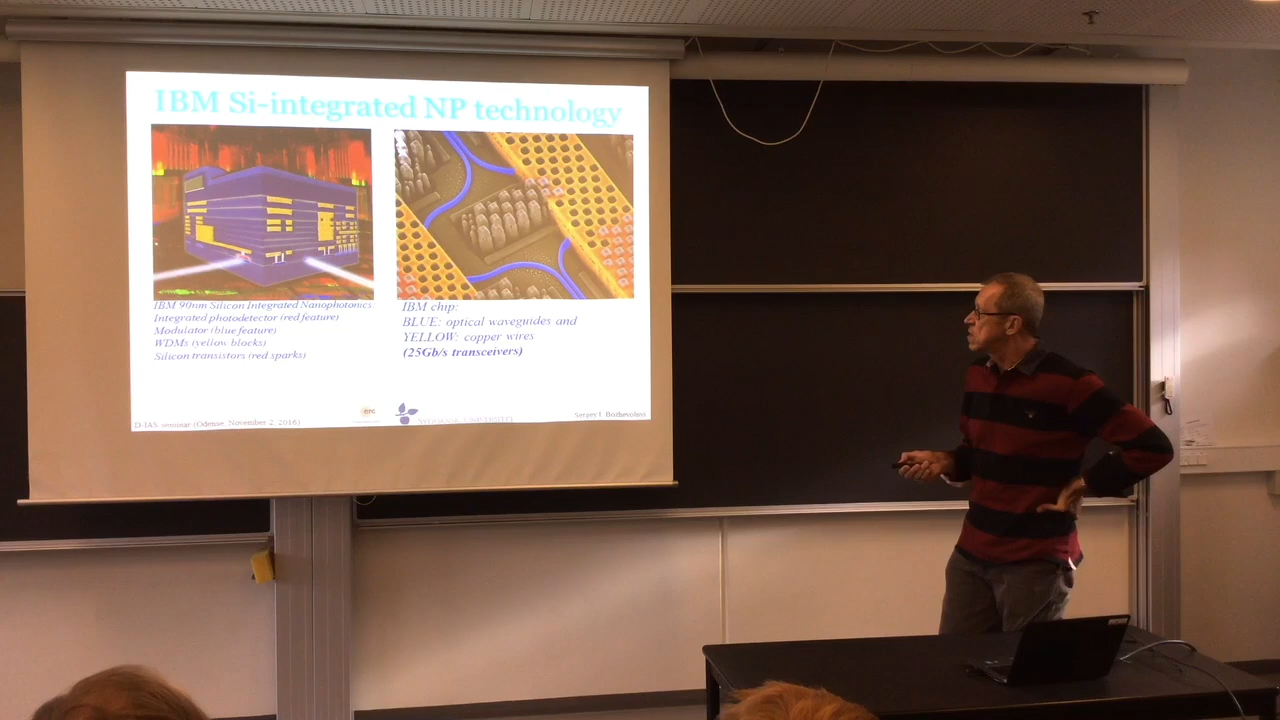 IBM Si-integrated NP technology
IBM 90nm Silicon Integrated Nanophotonics:
Integrated photodetector (red feature)
Modulator (blue feature)
WDMs (yellow blocks)
Silicon transistors (red sparks)
IBM chip:
BLUE: optical waveguides and
YELLOW: copper wires
(25Gb/s transceivers)
D-IAS seminar (Odense, November 2, 2016)
erc
Sergey I. Bozhevolnyi